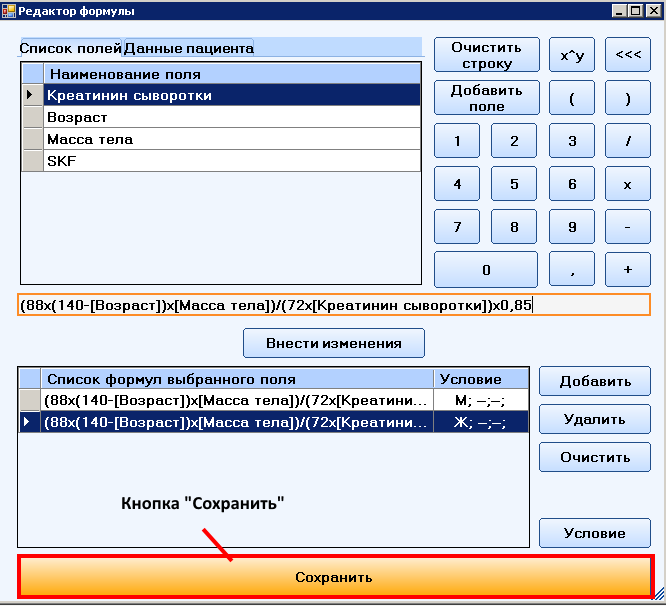 Редактор формулы
Список полей Данные пациента
Наименование поля
Креатинин сыворотки
Возраст
Масса тела
SKF
Очистить строку
x^y
<<<
Добавить поле
(
)
1 2 3 /
4 5 6 x
7 8 9 -
0 , +
(88x(140-[Возраст])x[Масса тела])/(72x[Креатинин сыворотки])x0,85
Внести изменения
Список формул выбранного поля Условие
(88x(140-[Возраст])x[Масса тела])/(72x[Креатини... М; –;–;
(88x(140-[Возраст])x[Масса тела])/(72x[Креатини... Ж; –;–;
Добавить
Удалить
Очистить
Условие
Кнопка "Сохранить"
Сохранить